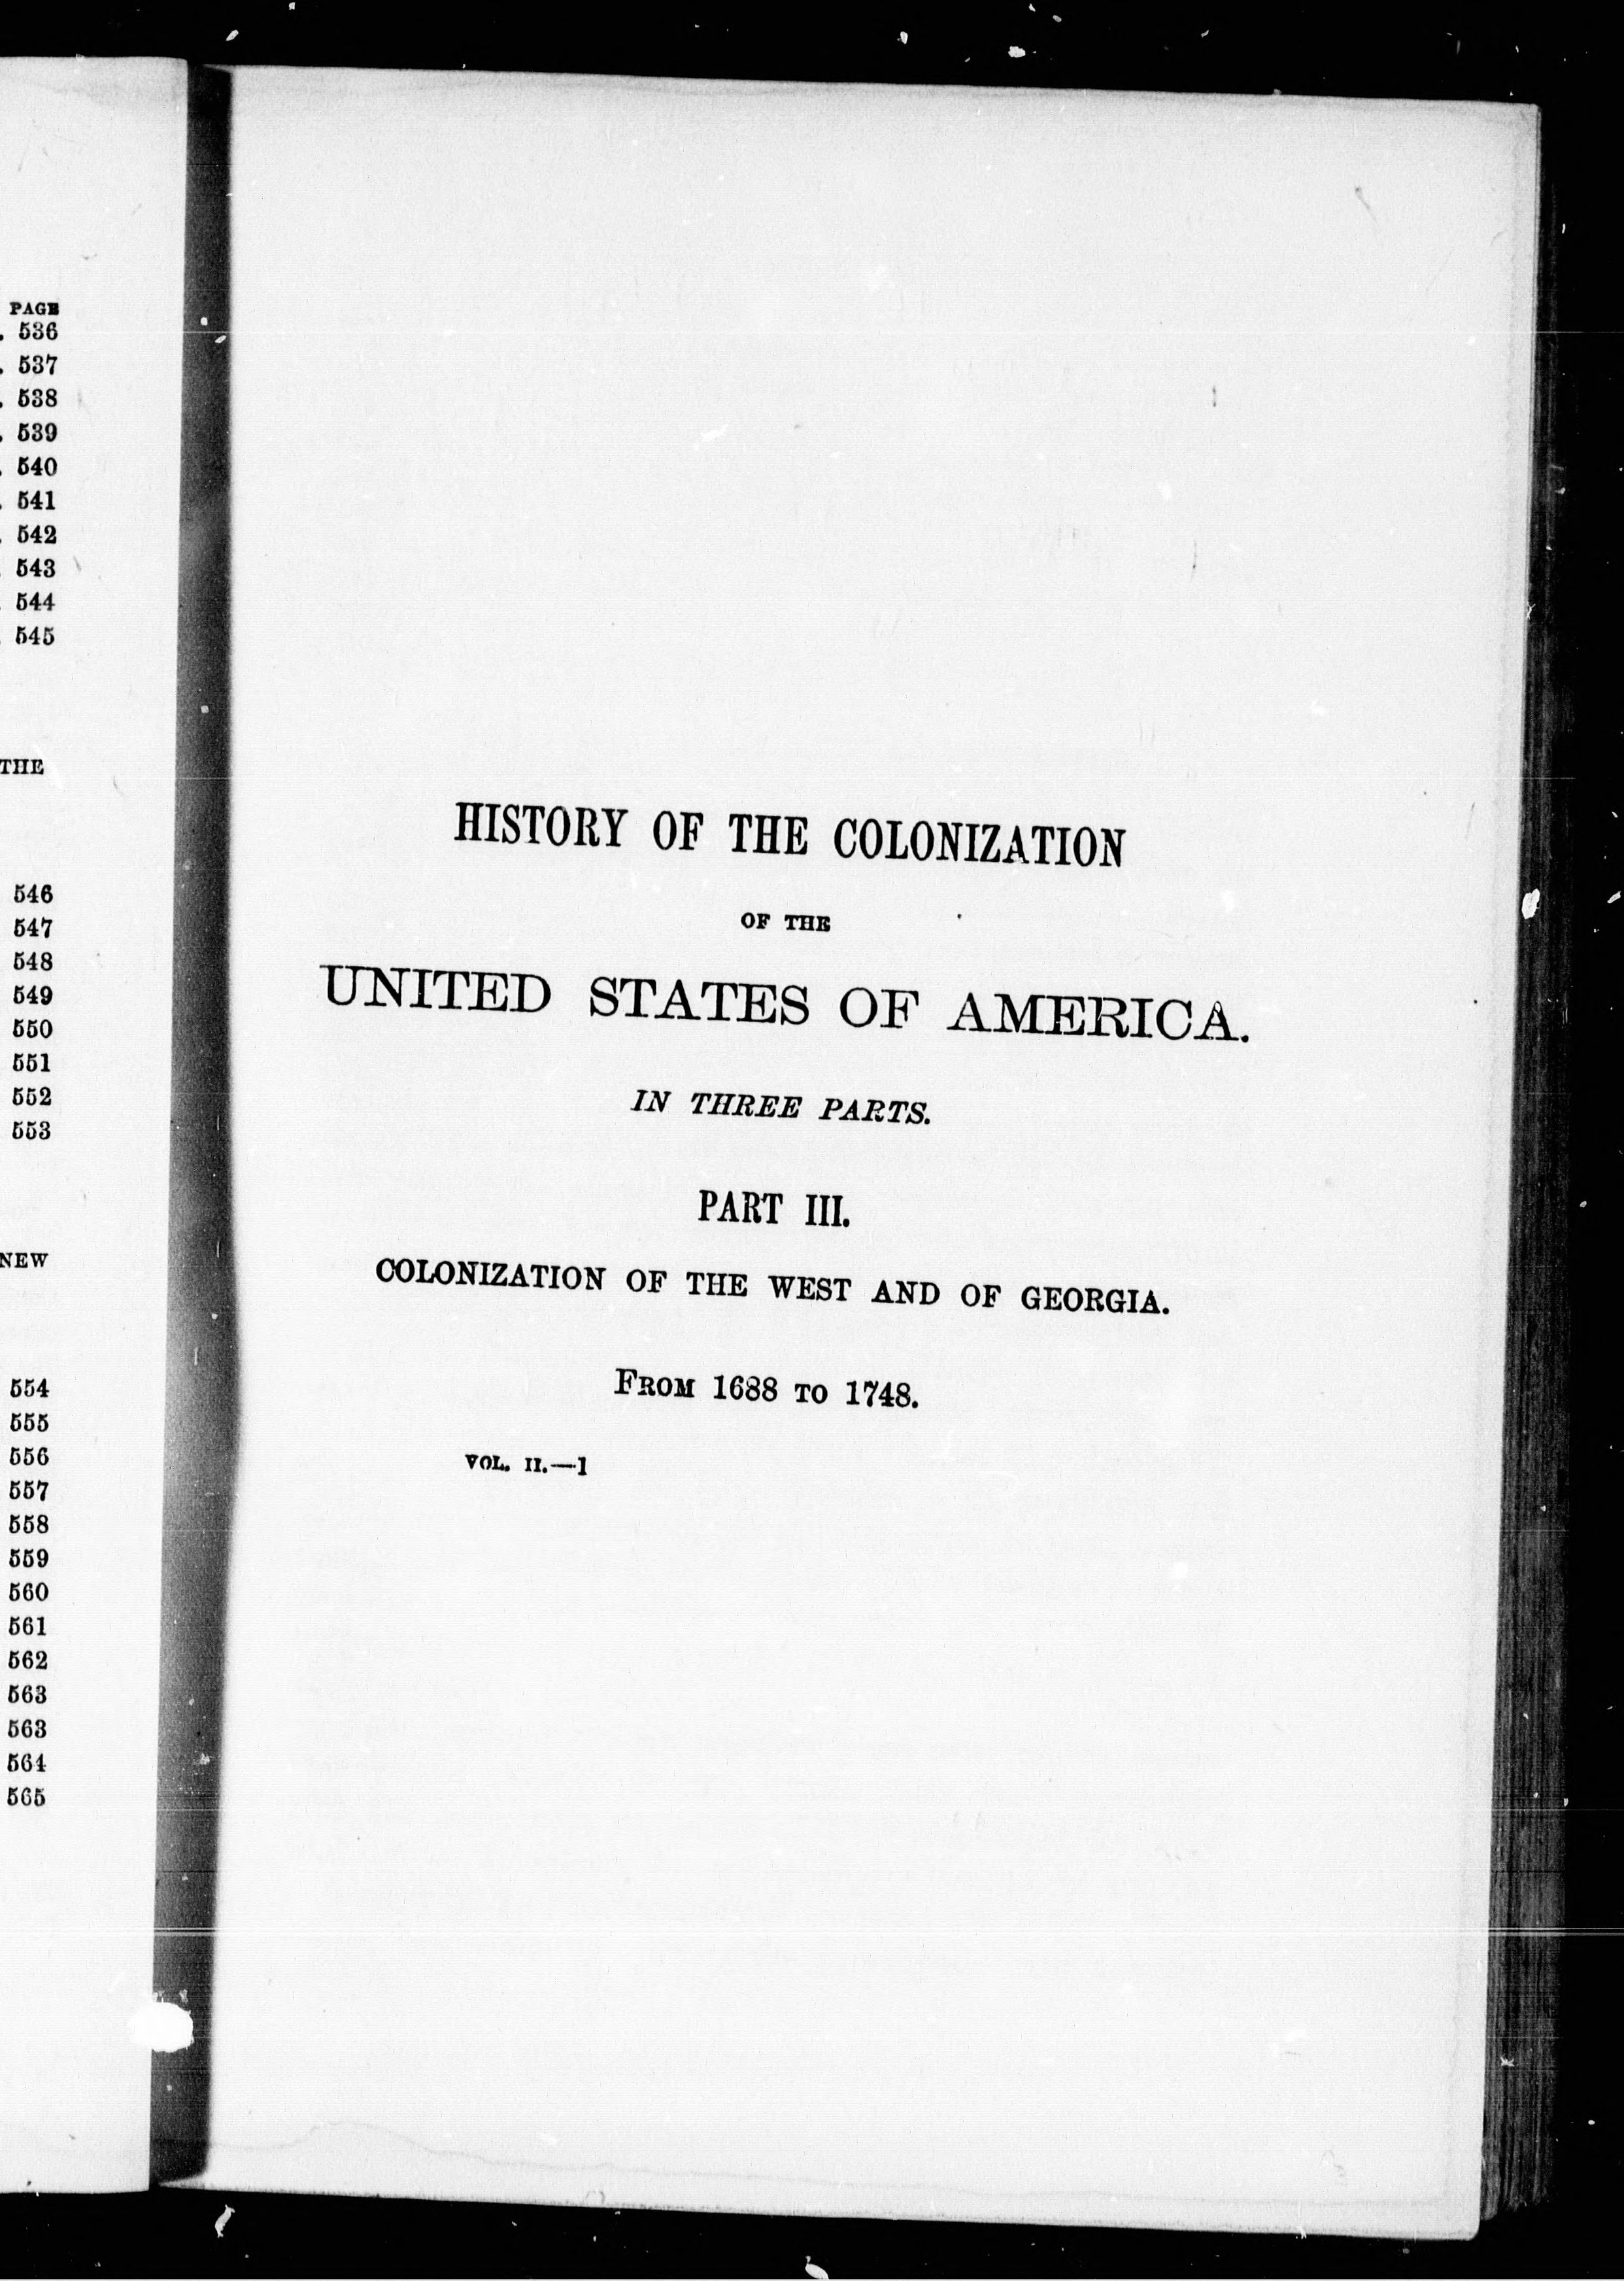 PAGE
. 536
. 537
. 538
. 539
. 540
. 541
. 542
543
544
545
THE
546
547
548
549
550
551
552
553
NEW
554
555
556
557
558
559
560
561
562
563
563
564
565
HISTORY OF THE COLONIZATION
OF THE
UNITED STATES OF AMERICA.
IN THREE PARTS.
PART III.
COLONIZATION OF THE WEST AND OF GEORGIA.
FROM 1688 TO 1748.
VOL. II.—1